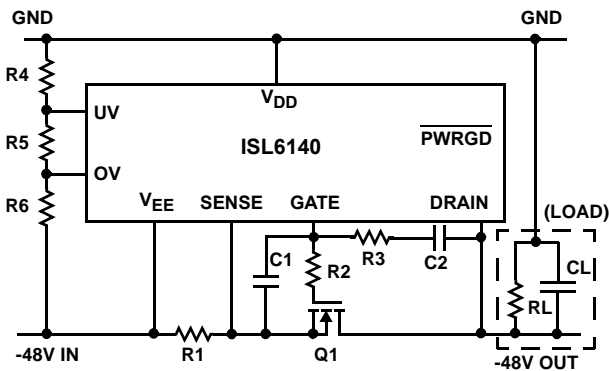 GND
GND
R4
VDD
UV
R5
ISL6140
PWRGD
OV
R6
VEE
SENSE
GATE
DRAIN
(LOAD)
C1
R2
R3
C2
CL
RL
-48V IN
R1
Q1
-48V OUT